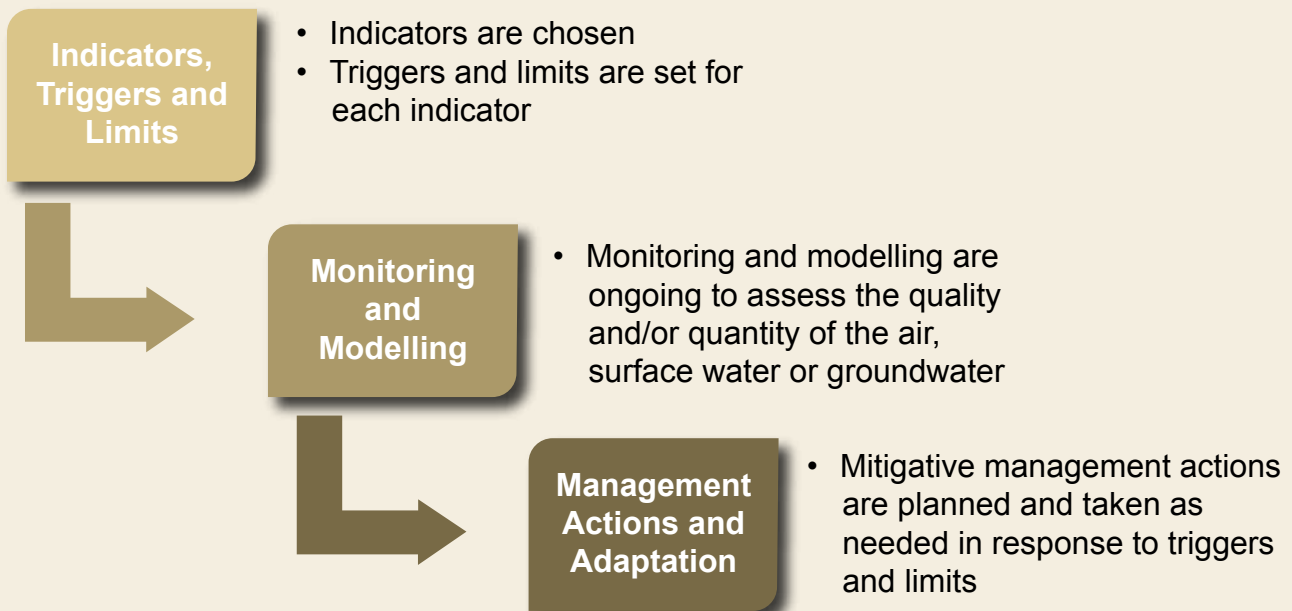 Indicators,
Triggers and
Limits
• Indicators are chosen
• Triggers and limits are set for
each indicator
Monitoring
and
Modelling
• Monitoring and modelling are
ongoing to assess the quality
and/or quantity of the air,
surface water or groundwater
Management
Actions and
Adaptation
• Mitigative management actions
are planned and taken as
needed in response to triggers
and limits